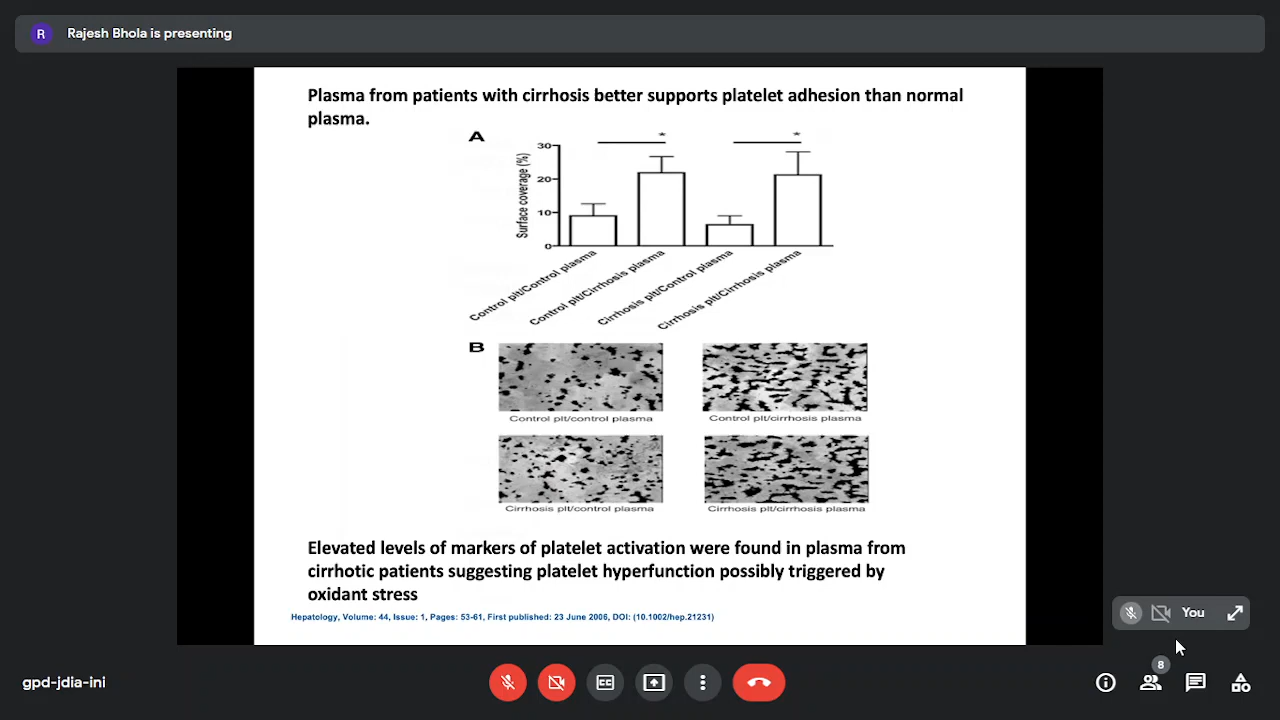 R Rajesh Bhola is presenting
Plasma from patients with cirrhosis better supports platelet adhesion than normal
plasma.
A
* *
Surface coverage (%)
30
20
10
0
Control plt/Control plasma
Control plt/Cirrhosis plasma
Cirrhosis plt/Control plasma
Cirrhosis plt/Cirrhosis plasma
B
Control plt/control plasma
Control plt/cirrhosis plasma
Cirrhosis plt/control plasma
Cirrhosis plt/cirrhosis plasma
Elevated levels of markers of platelet activation were found in plasma from
cirrhotic patients suggesting platelet hyperfunction possibly triggered by
oxidant stress
Hepatology, Volume: 44, Issue: 1, Pages: 53-61, First published: 23 June 2006, DOI: (10.1002/hep.21231)
You
gpd-jdia-ini
CC
8